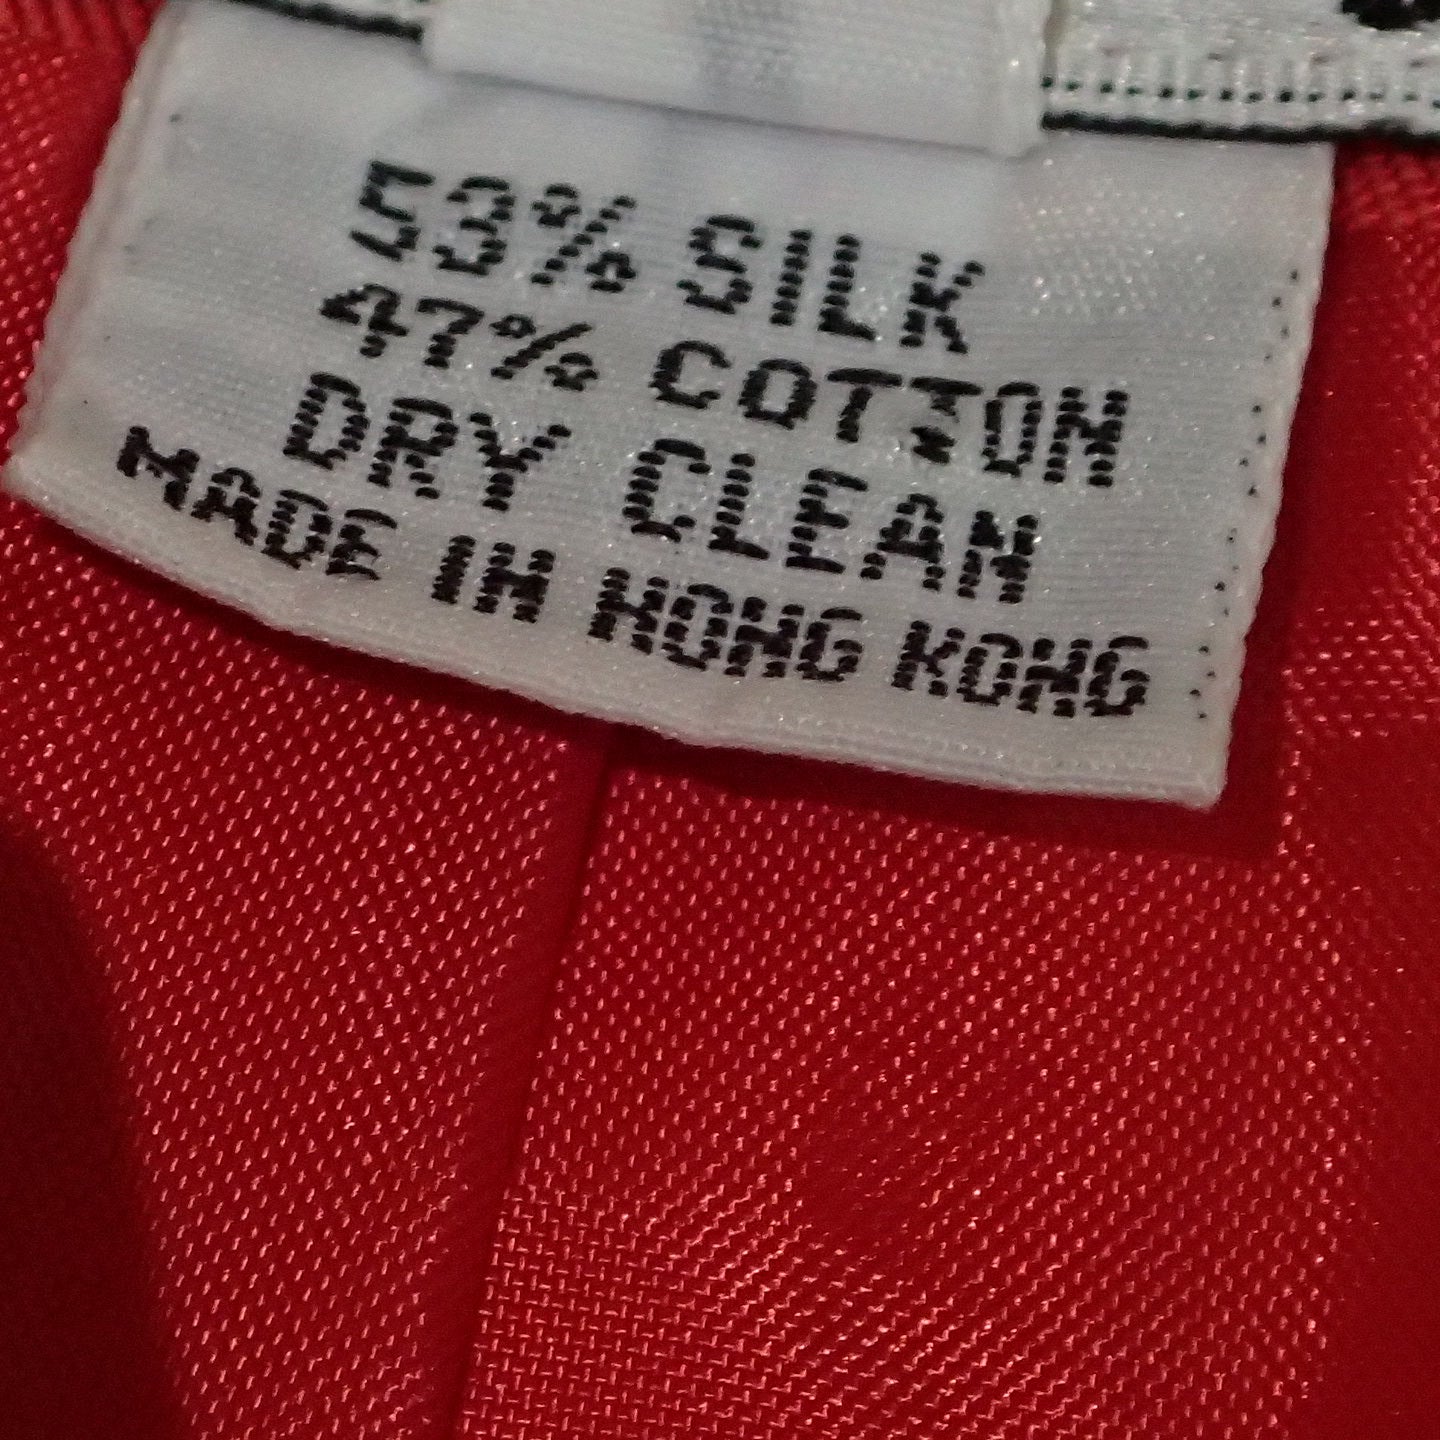 53% SILK
47% COTTON
DRY CLEAN
MADE IN HONG KONG